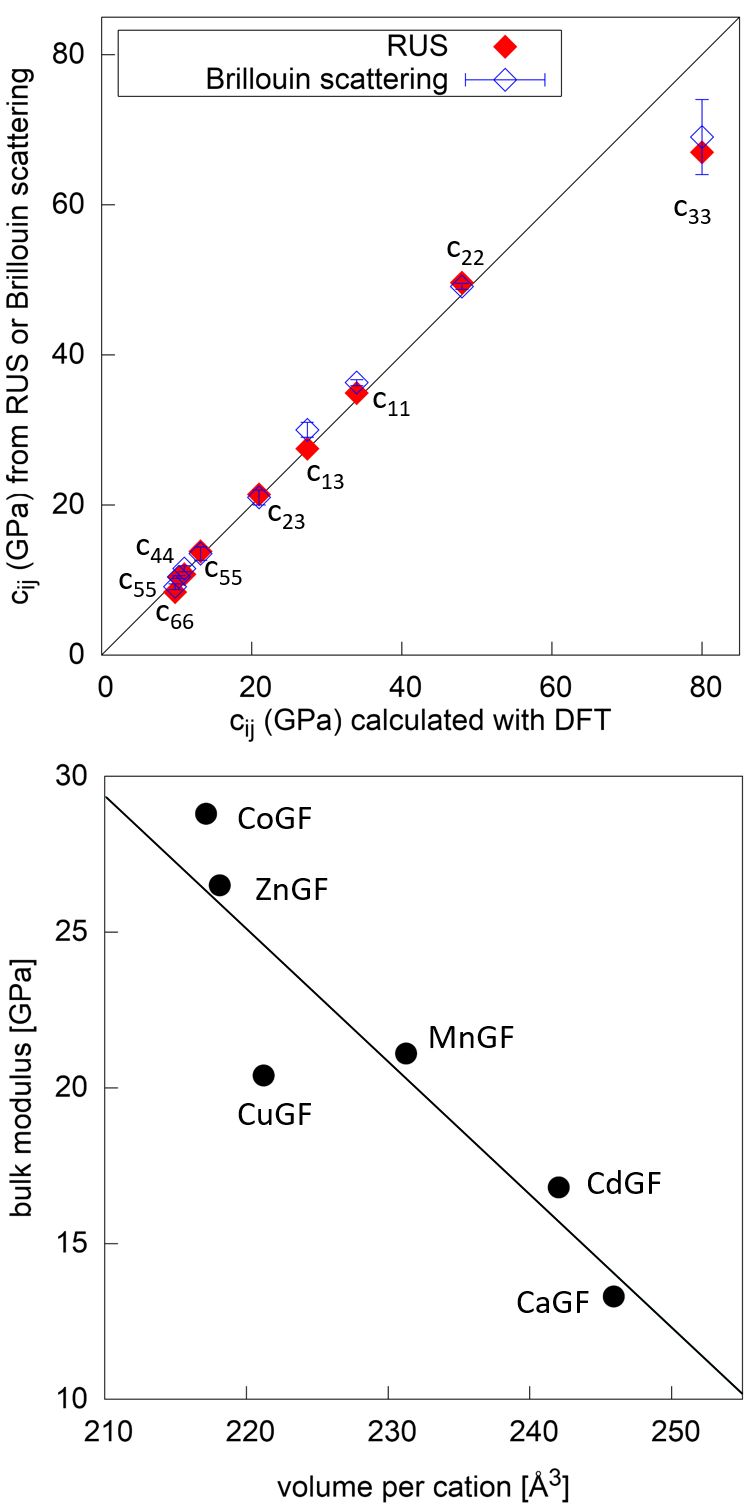 RUS
Brillouin scattering
cij (GPa) from RUS or Brillouin scattering
80
60
40
20
0
c33
c22
c11
c13
c23
c44
c55
c55
c66
0 20 40 60 80
cij (GPa) calculated with DFT
30
25
20
15
10
bulk modulus [GPa]
CoGF
ZnGF
MnGF
CuGF
CdGF
CaGF
210 220 230 240 250
volume per cation [Å3]